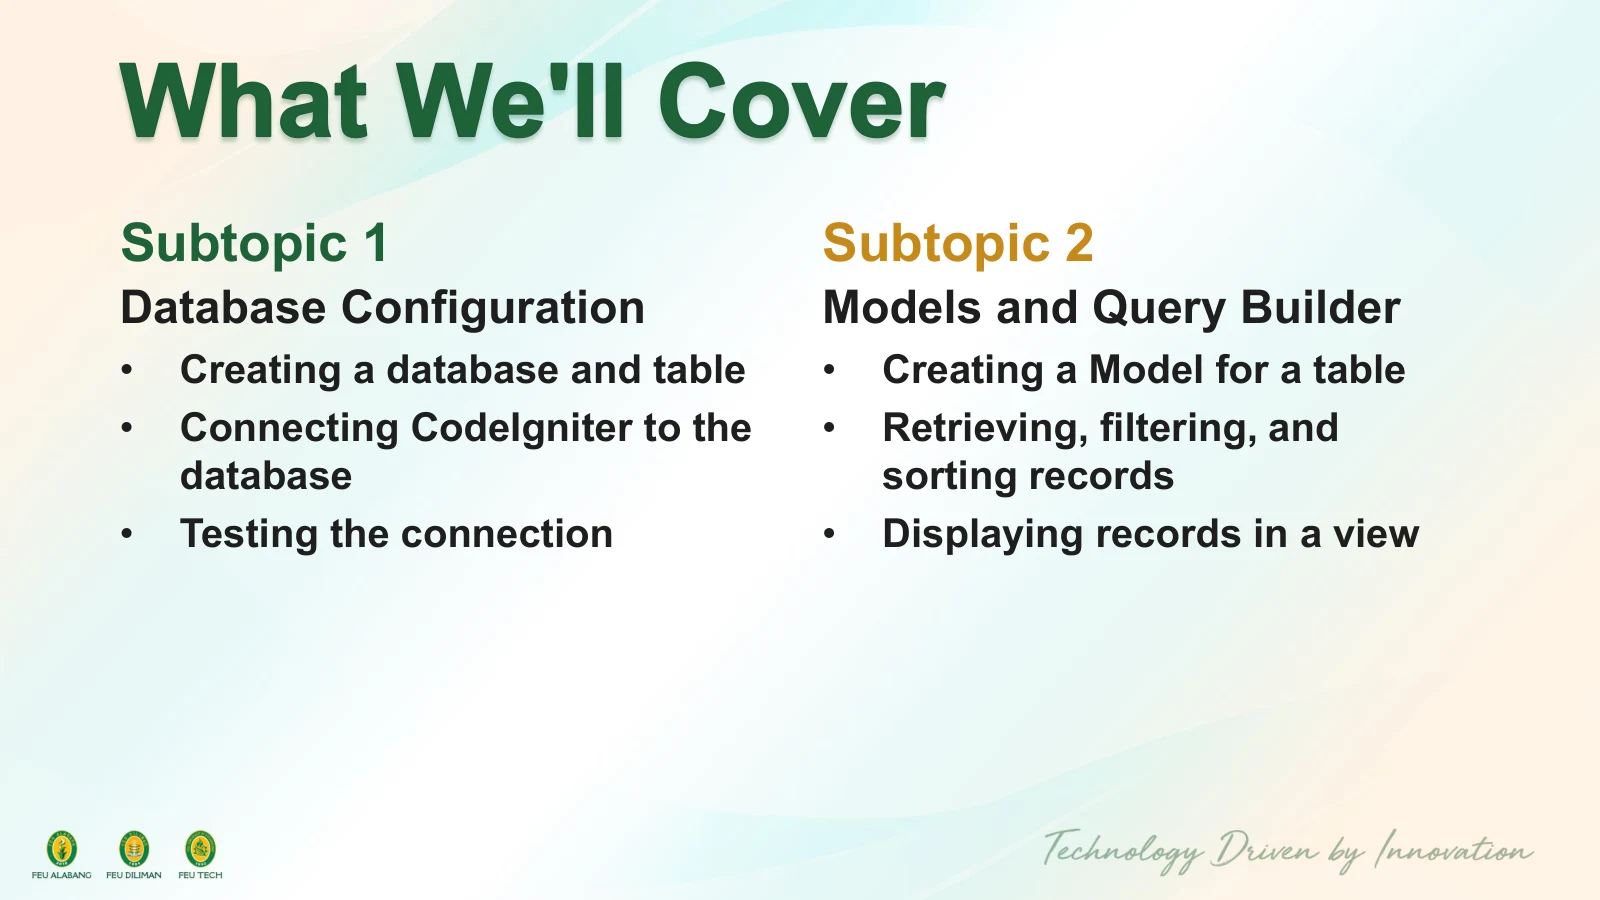 What We'll Cover
Subtopic 1
Database Configuration
• Creating a database and table
• Connecting CodeIgniter to the
database
• Testing the connection
Subtopic 2
Models and Query Builder
• Creating a Model for a table
• Retrieving, filtering, and
sorting records
• Displaying records in a view
FEU ALABANG
FEU DILIMAN
FEU TECH
Technology Driven by Innovation